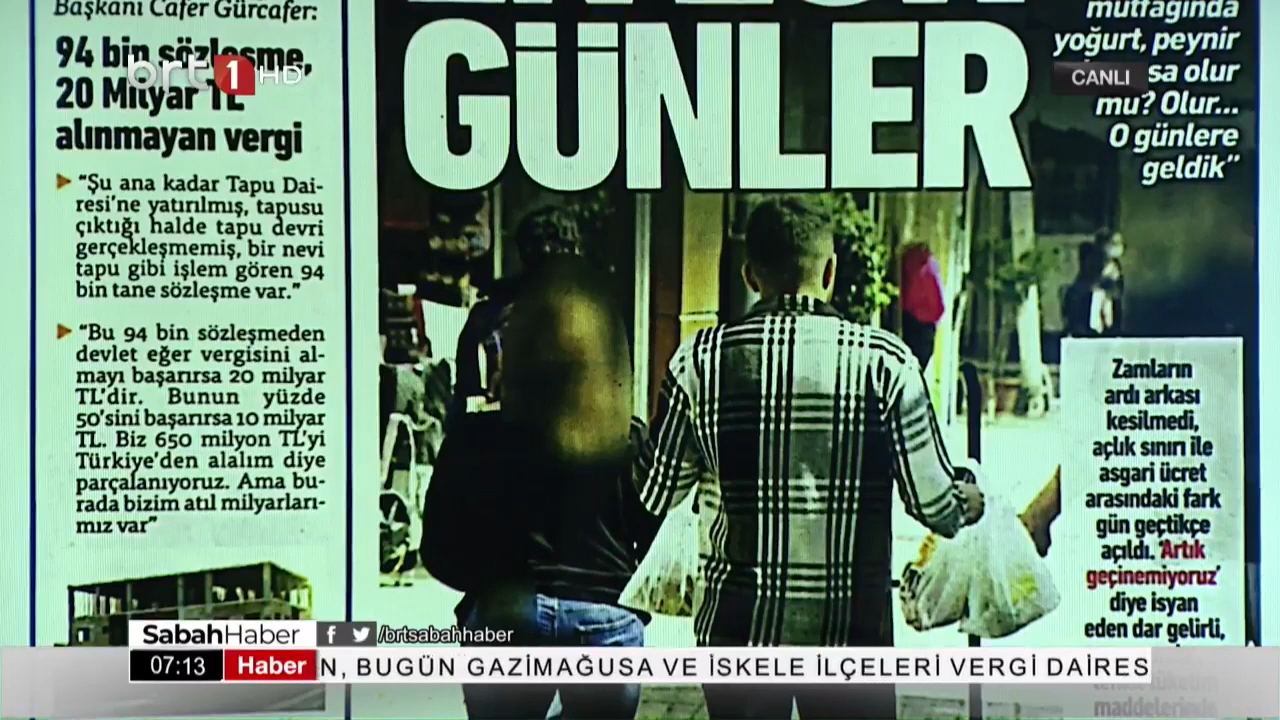 Başkanı Cafer Gürcafer:
94 bin sözleşme,
20 Milyar TL
alınmayan vergi
brt 1 HD
"Şu ana kadar Tapu Dai-
resi'ne yatırılmış, tapusu
çıktığı halde tapu devri
gerçekleşmemiş, bir nevi
tapu gibi işlem gören 94
bin tane sözleşme var."
"Bu 94 bin sözleşmeden
devlet eğer vergisini al-
mayı başarırsa 20 milyar
TL'dir. Bunun yüzde
50'sini başarırsa 10 milyar
TL. Biz 650 milyon TL'yi
Türkiye'den alalım diye
parçalanıyoruz. Ama bu-
rada bizim atıl milyarları-
mız var"
GÜNLER
mutfağında
yoğurt, peynir
sa olur
mu? Olur...
O günlere
geldik"
CANLI
Zamların
ardı arkası
kesilmedi,
açlık sınırı ile
asgari ücret
arasındaki fark
gün geçtikçe
açıldı. 'Artık
geçinemiyoruz'
diye isyan
eden dar gelirli,
maddelerinde
SabahHaber
/brtsabahhaber
07:13
Haber
N, BUGÜN GAZİMAĞUSA VE İSKELE İLÇELERİ VERGİ DAİRES